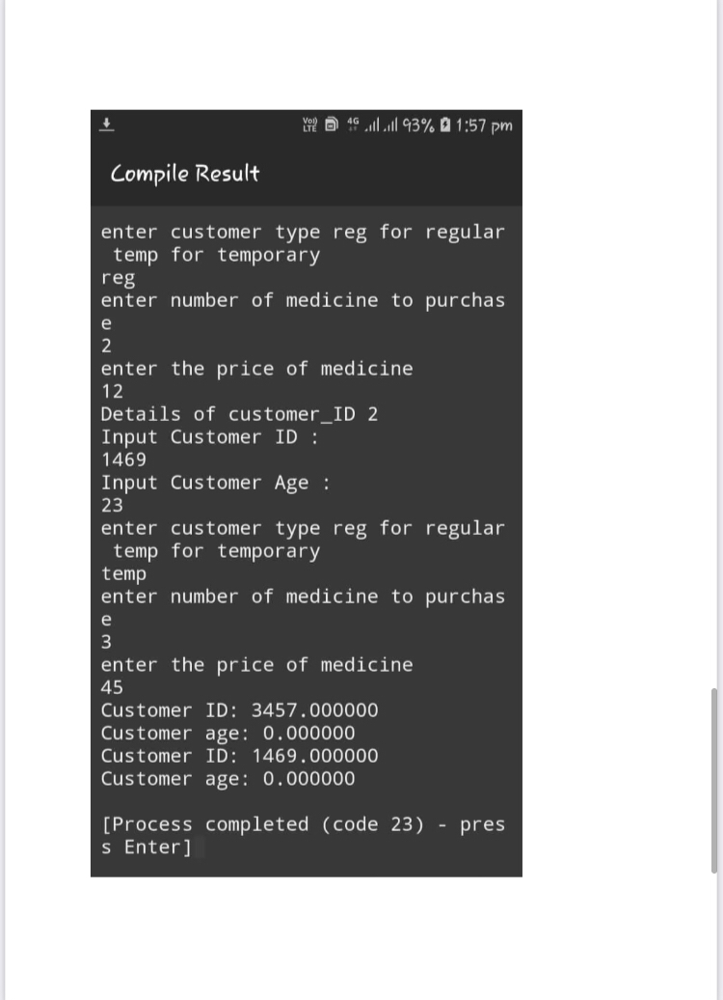 Vo)) LTE 4G 93% 1:57 pm
Compile Result
enter customer type reg for regular
temp for temporary
reg
enter number of medicine to purchas
e
2
enter the price of medicine
12
Details of customer_ID 2
Input Customer ID :
1469
Input Customer Age :
23
enter customer type reg for regular
temp for temporary
temp
enter number of medicine to purchas
e
3
enter the price of medicine
45
Customer ID: 3457.000000
Customer age: 0.000000
Customer ID: 1469.000000
Customer age: 0.000000
[Process completed (code 23) - pres
s Enter]